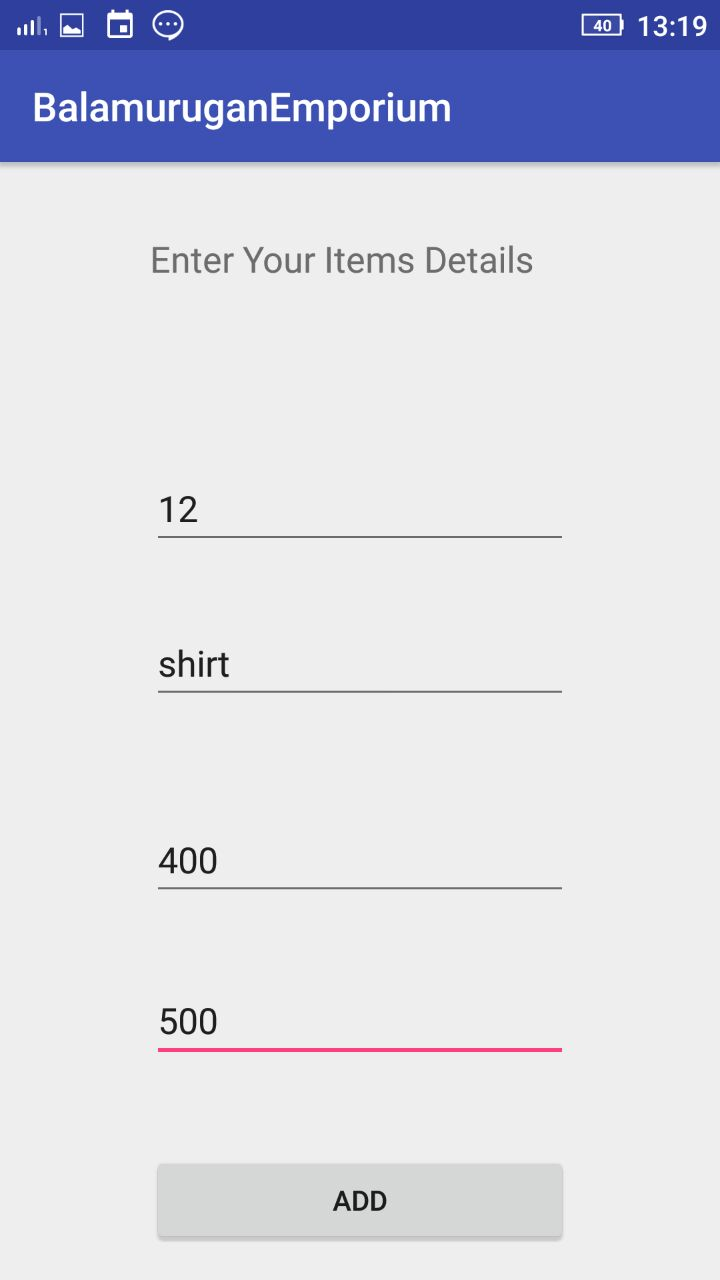 40 13:19
BalamuruganEmporium
Enter Your Items Details
12
shirt
400
500
ADD